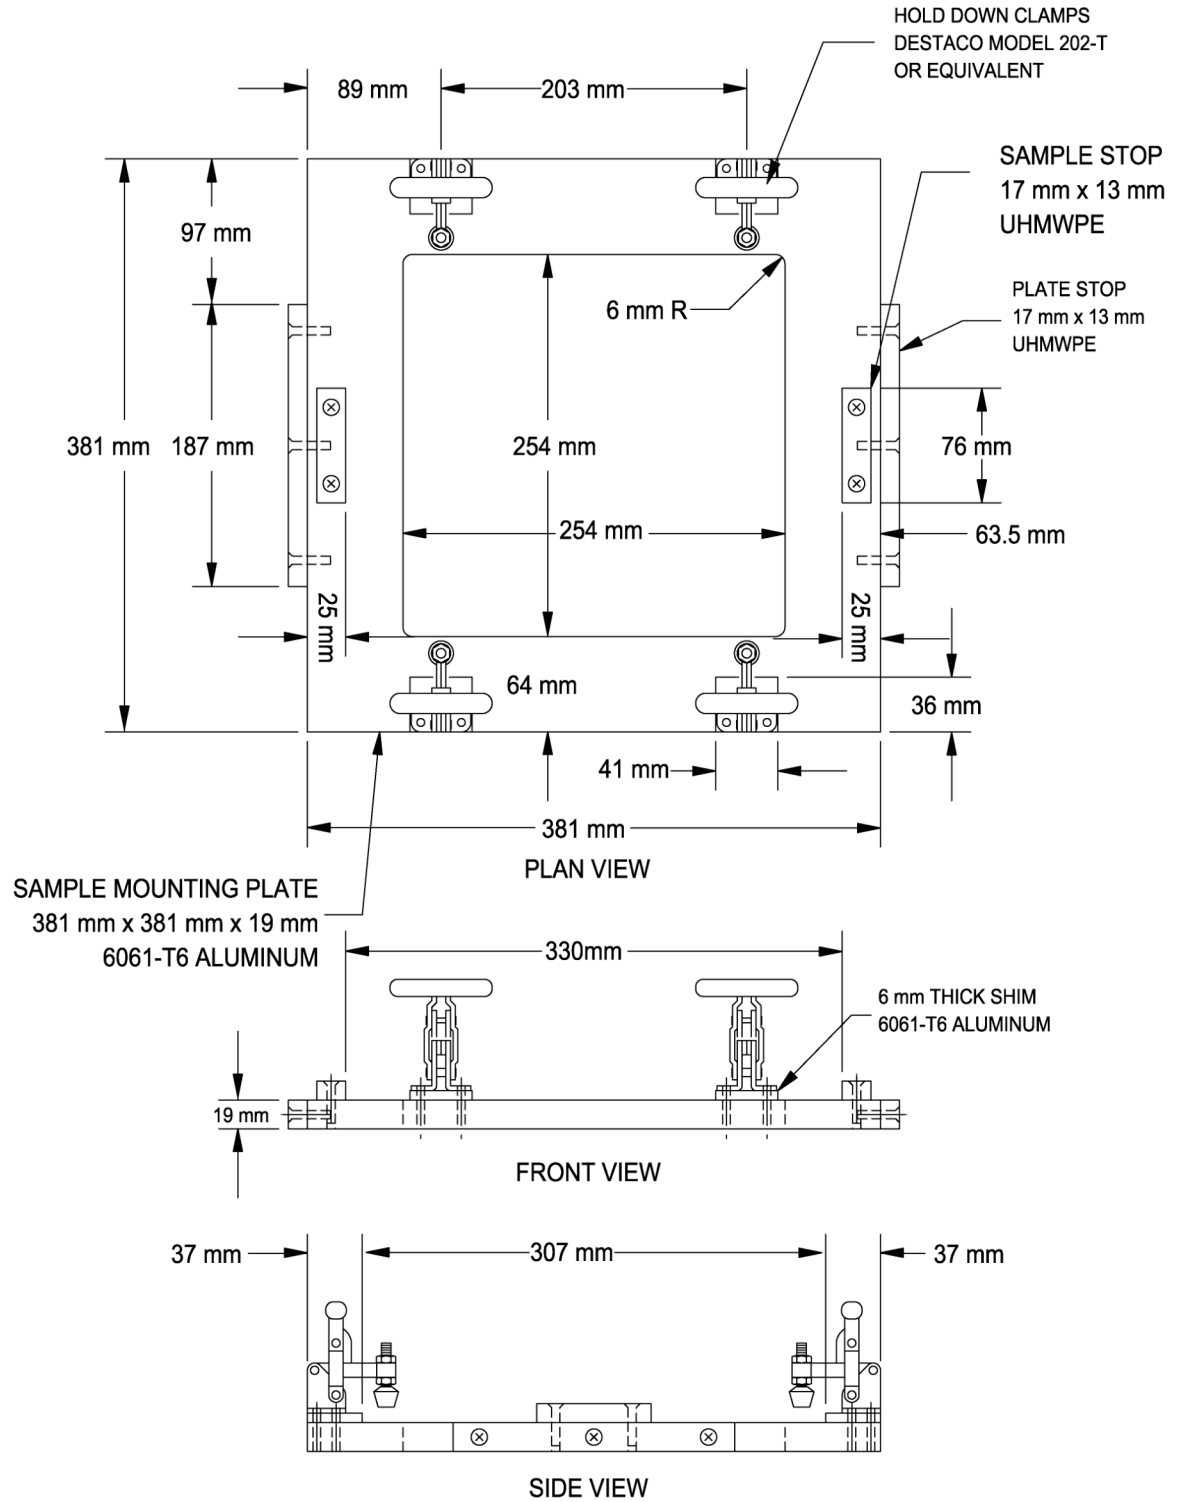 HOLD DOWN CLAMPS
DESTACO MODEL 202-T
OR EQUIVALENT
89 mm
203 mm
SAMPLE STOP
17 mm x 13 mm
UHMWPE
97 mm
PLATE STOP
17 mm x 13 mm
UHMWPE
6 mm R
381 mm
187 mm
254 mm
76 mm
254 mm
63.5 mm
25 mm
25 mm
64 mm
36 mm
41 mm
381 mm
PLAN VIEW
SAMPLE MOUNTING PLATE
381 mm x 381 mm x 19 mm
6061-T6 ALUMINUM
330mm
6 mm THICK SHIM
6061-T6 ALUMINUM
19 mm
FRONT VIEW
37 mm
307 mm
37 mm
SIDE VIEW